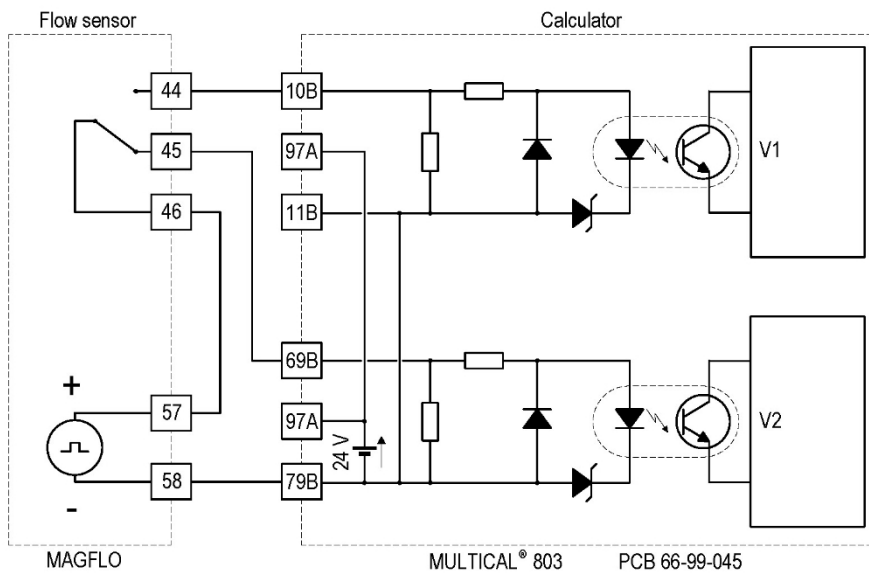 Flow sensor
Calculator
44
10B
45
97A
V1
46
11B
69B
+
57
97A
24 V
V2
58
79B
-
MAGFLO
MULTICAL® 803
PCB 66-99-045